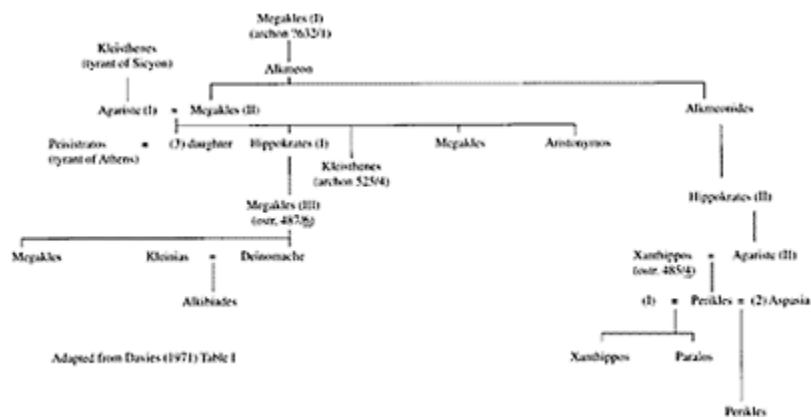 Megakles (I)
(archon ?632/1)
Kleisthenes
(tyrant of Sicyon)
Alkmeon
Agariste (I) = Megakles (II)
Alkmeonides
Peisistratos = (3) daughter
(tyrant of Athens)
Hippokrates (I)
Kleisthenes
(archon 525/4)
Megakles
Aristonymos
Megakles (III)
(ostr. 487/6)
Hippokrates (II)
Megakles
Kleinias = Deinomache
Xanthippos = Agariste (II)
(ostr. 485/4)
Alkibiades
(1) = Perikles = (2) Aspasia
Adapted from Davies (1971) Table I
Xanthippos
Paralos
Perikles